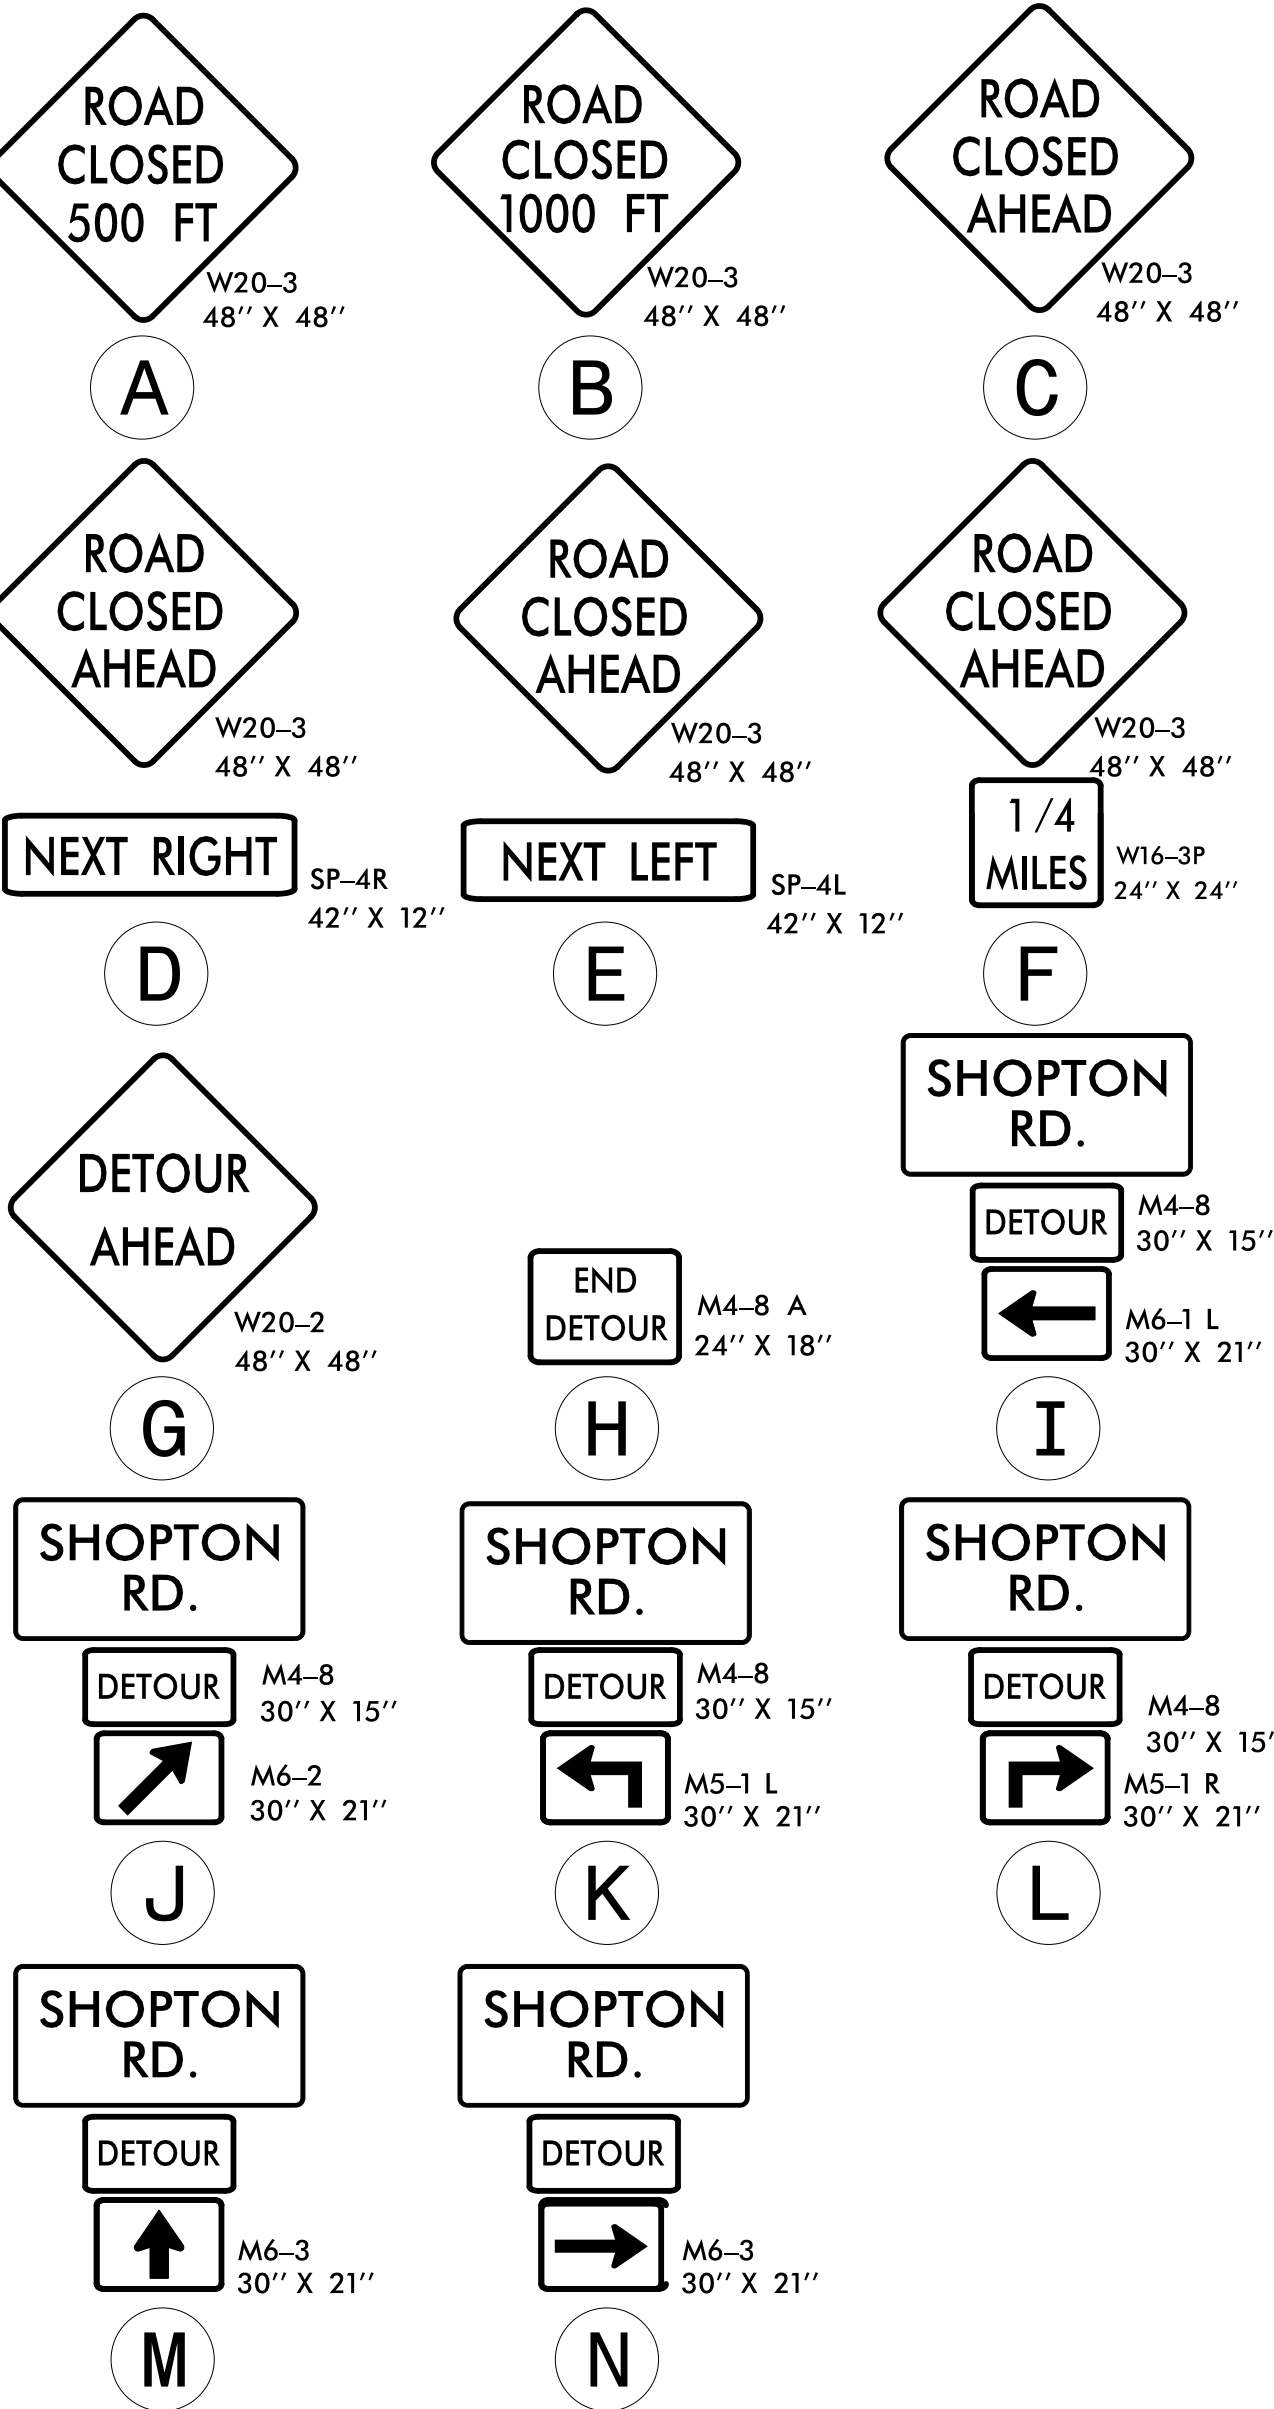 ROAD
CLOSED
500 FT
W20–3
48'' X 48''
A
ROAD
CLOSED
1000 FT
W20–3
48'' X 48''
B
ROAD
CLOSED
AHEAD
W20–3
48'' X 48''
C
ROAD
CLOSED
AHEAD
W20–3
48'' X 48''
NEXT RIGHT
SP–4R
42'' X 12''
D
ROAD
CLOSED
AHEAD
W20–3
48'' X 48''
NEXT LEFT
SP–4L
42'' X 12''
E
ROAD
CLOSED
AHEAD
W20–3
48'' X 48''
1/4
MILES
W16–3P
24'' X 24''
F
DETOUR
AHEAD
W20–2
48'' X 48''
G
END
DETOUR
M4–8 A
24'' X 18''
H
SHOPTON
RD.
DETOUR
M4–8
30'' X 15''
M6–1 L
30'' X 21''
I
SHOPTON
RD.
DETOUR
M4–8
30'' X 15''
M6–2
30'' X 21''
J
SHOPTON
RD.
DETOUR
M4–8
30'' X 15''
M5–1 L
30'' X 21''
K
SHOPTON
RD.
DETOUR
M4–8
30'' X 15'
M5–1 R
30'' X 21''
L
SHOPTON
RD.
DETOUR
M6–3
30'' X 21''
M
SHOPTON
RD.
DETOUR
M6–3
30'' X 21''
N